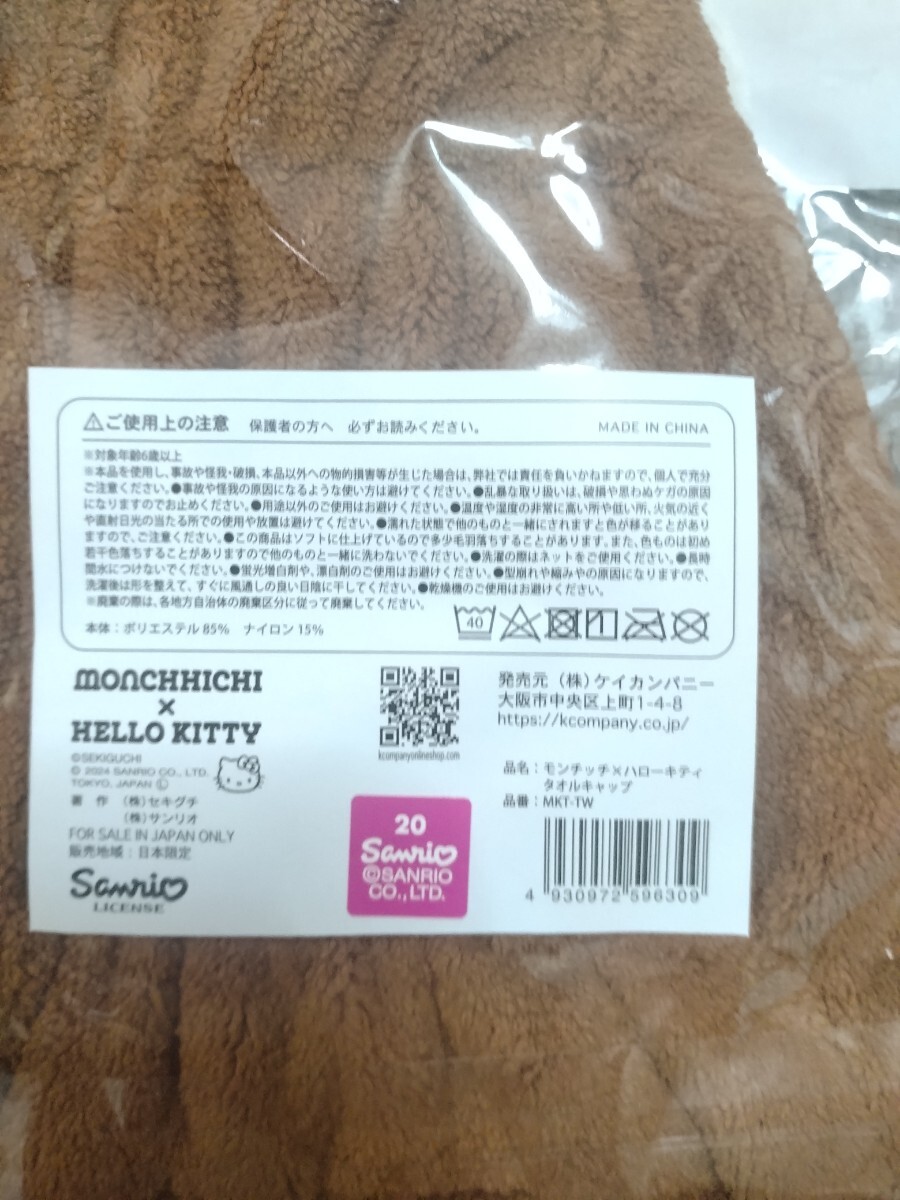 ⚠ご使用上の注意 保護者の方へ 必ずお読みください。 MADE IN CHINA
※対象年齢6歳以上
※本品を使用し、事故や怪我・破損、本品以外への物的損害等が生じた場合は、弊社では責任を負いかねますので、個人で充分
ご注意ください。●事故や怪我の原因になるような使い方は避けてください。●乱暴な取り扱いは、破損や思わぬケガの原因
になりますのでお止めください。●用途以外のご使用はお避けください。●温度や湿度の非常に高い所や低い所、火気の近く
や直射日光の当たる所での使用や放置は避けてください。●濡れた状態で他のものと一緒にされますと色が移ることがあり
ますので、ご注意ください。●この商品はソフトに仕上げているので多少毛羽落ちすることがあります。また、色ものは初め
若干色落ちすることがありますので他のものと一緒に洗わないでください。●洗濯の際はネットをご使用ください。●長時
間水につけないでください。●蛍光増白剤や、漂白剤のご使用はお避けください。●型崩れや縮みやの原因になりますので、
洗濯後は形を整えて、すぐに風通しの良い日陰に干してください。●乾燥機のご使用はお避けください。
※廃棄の際は、各地方自治体の廃棄区分に従って廃棄してください。
本体：ポリエステル 85% ナイロン 15%
40
MONCHHICHI
×
HELLO KITTY
©SEKIGUCHI
© 2024 SANRIO CO., LTD.
TOKYO, JAPAN Ⓛ
著 作 （株）セキグチ
（株）サンリオ
FOR SALE IN JAPAN ONLY
販売地域：日本限定
Sanrio
LICENSE
kcompanyonlineshop.com
20
Sanrio
©SANRIO
CO., LTD.
発売元 （株）ケイカンパニー
大阪市中央区上町1-4-8
https://kcompany.co.jp/
品名：モンチッチ×ハローキティ
タオルキャップ
品番：MKT-TW
4 930972 596309